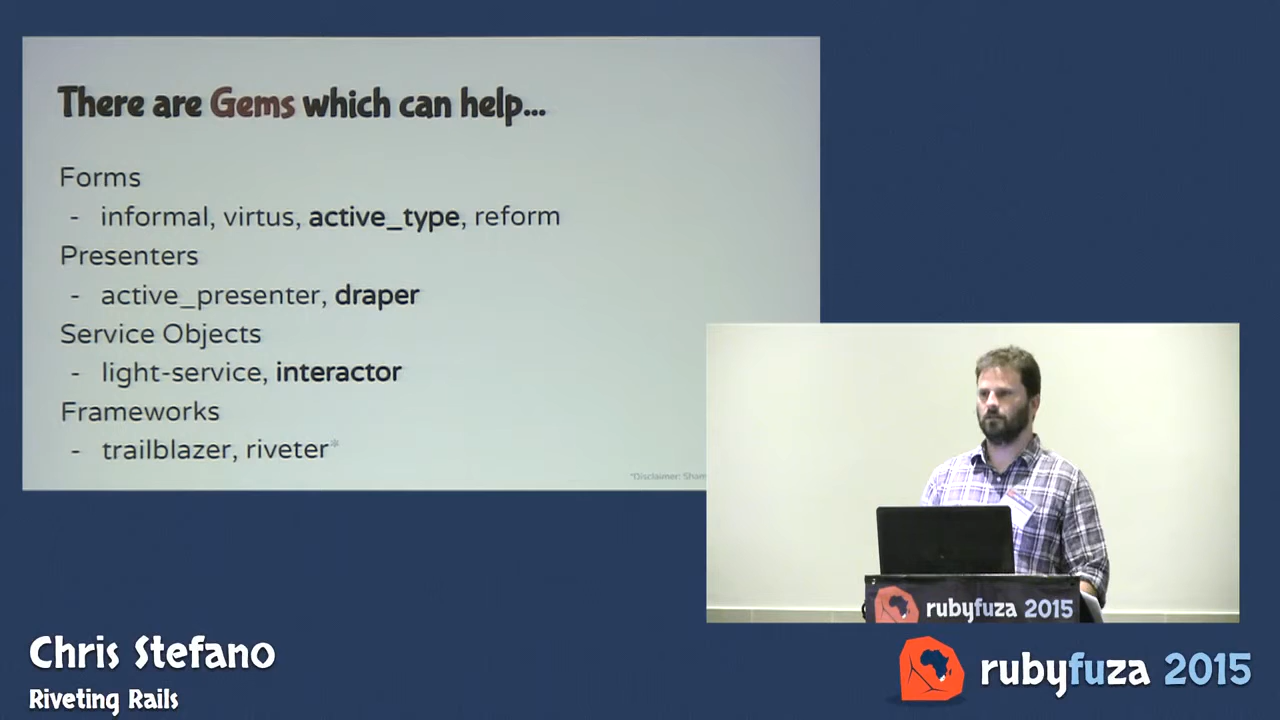 There are Gems which can help...
Forms
- informal, virtus, active_type, reform
Presenters
- active_presenter, draper
Service Objects
- light-service, interactor
Frameworks
- trailblazer, riveter*
*Disclaimer:
rubyfuza 2015
Chris Stefano
Riveting Rails
rubyfuza 2015